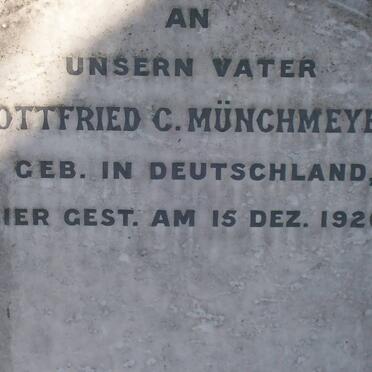 AN
UNSERN VATER
OTTFRIED C. MÜNCHMEYE
GEB. IN DEUTSCHLAND,
IER GEST. AM 15 DEZ. 192